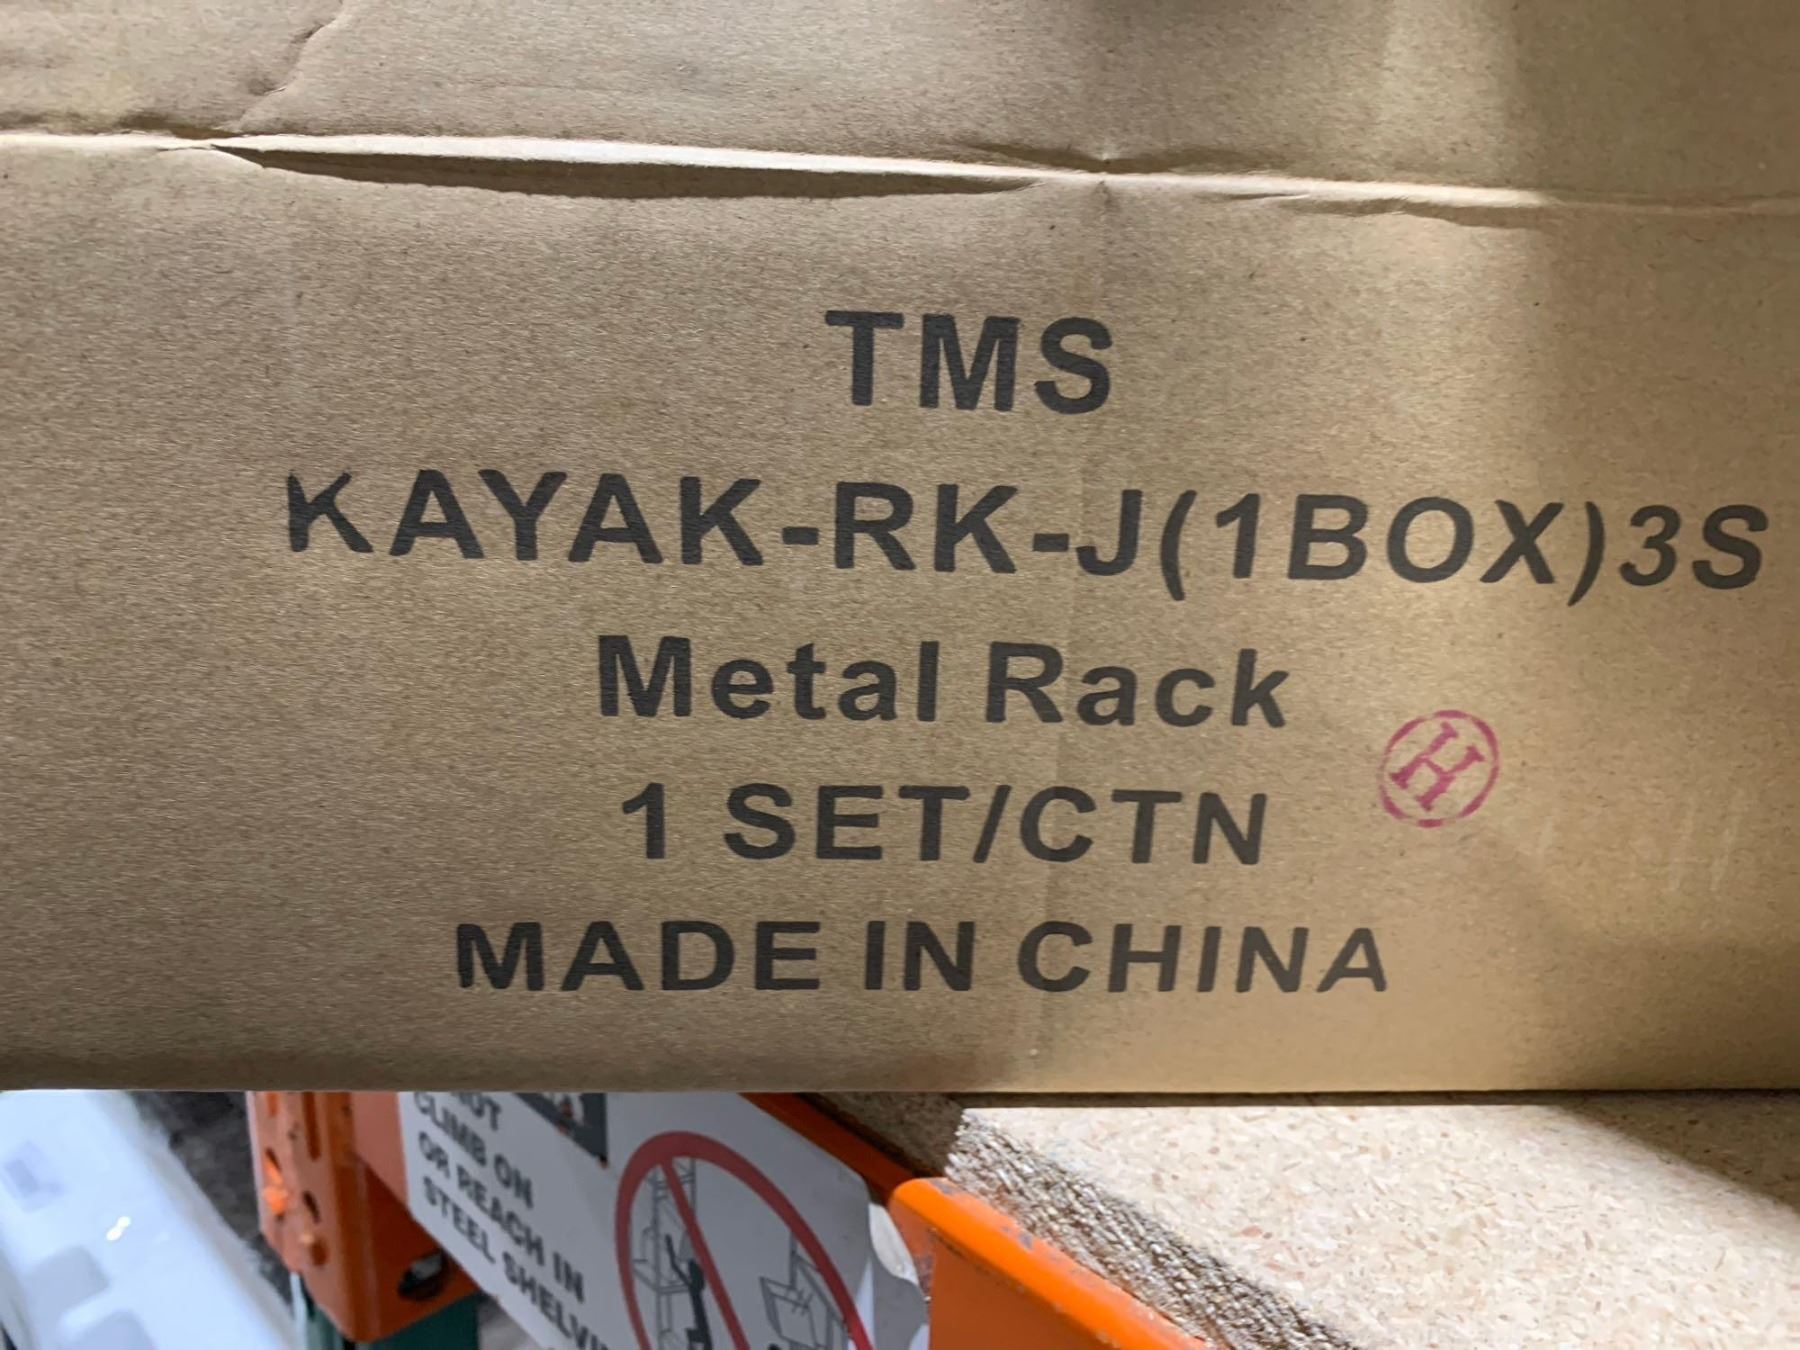 TMS
KAYAK-RK-J(1BOX)3S
Metal Rack
H
1 SET/CTN
MADE IN CHINA
NOT
CLIMB ON
OR REACH IN
STEEL